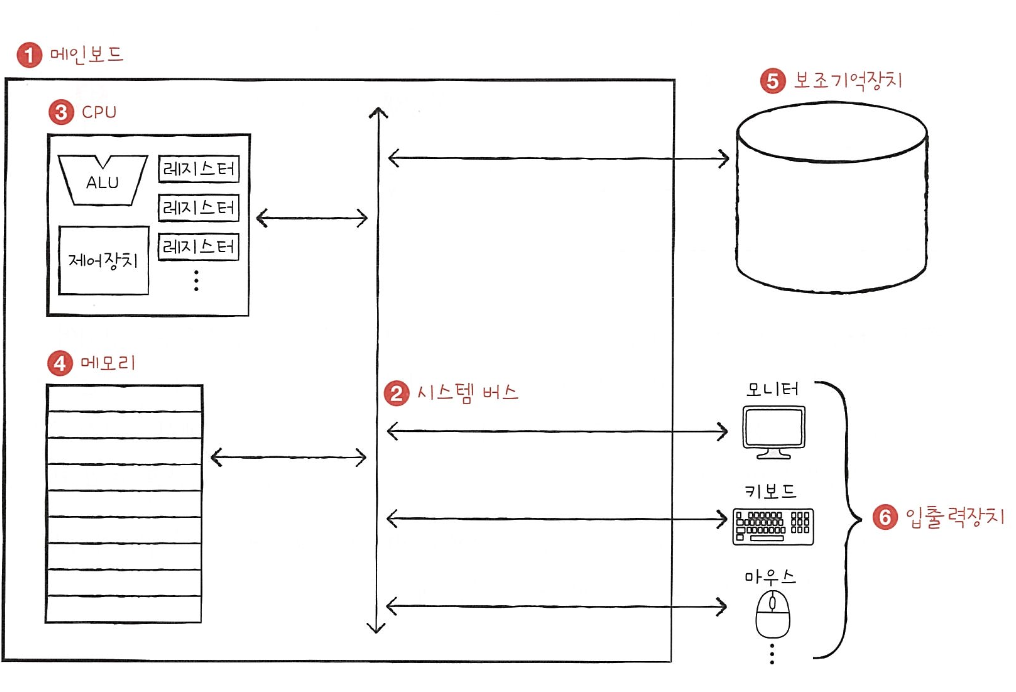 1 메인보드
3 CPU
ALU
레지스터
레지스터
레지스터
제어장치
4 메모리
2 시스템 버스
5 보조기억장치
모니터
키보드
마우스
6 입출력장치